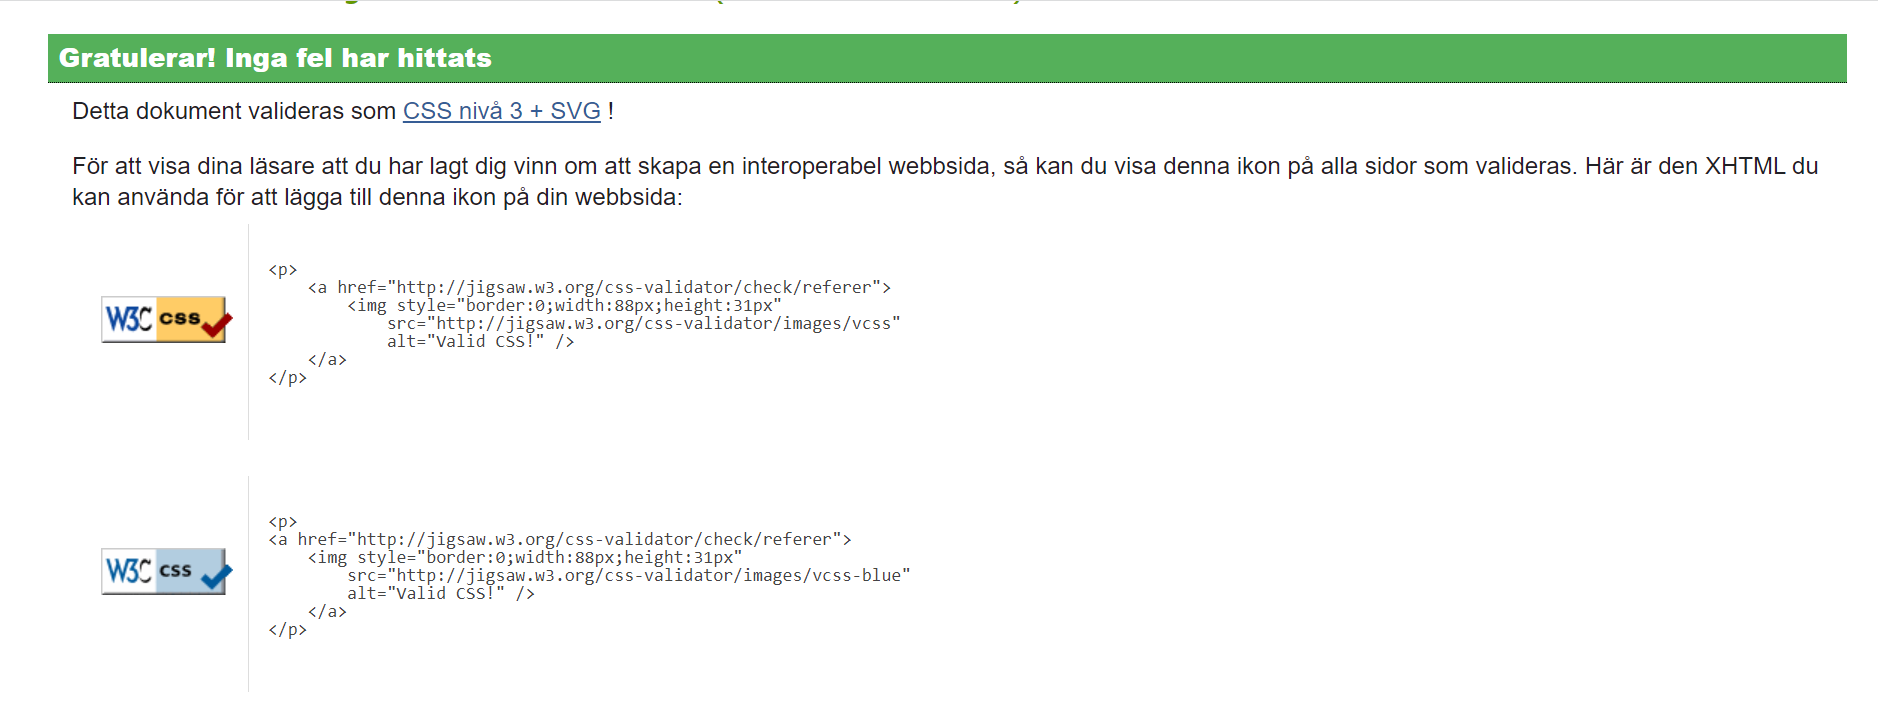 Gratulerar! Inga fel har hittats
Detta dokument valideras som CSS nivå 3 + SVG !
För att visa dina läsare att du har lagt dig vinn om att skapa en interoperabel webbsida, så kan du visa denna ikon på alla sidor som valideras. Här är den XHTML du
kan använda för att lägga till denna ikon på din webbsida:
W3C css
<p>
    <a href="http://jigsaw.w3.org/css-validator/check/referer">
        <img style="border:0;width:88px;height:31px"
            src="http://jigsaw.w3.org/css-validator/images/vcss"
            alt="Valid CSS!" />
    </a>
</p>
W3C css
<p>
<a href="http://jigsaw.w3.org/css-validator/check/referer">
    <img style="border:0;width:88px;height:31px"
        src="http://jigsaw.w3.org/css-validator/images/vcss-blue"
        alt="Valid CSS!" />
    </a>
</p>